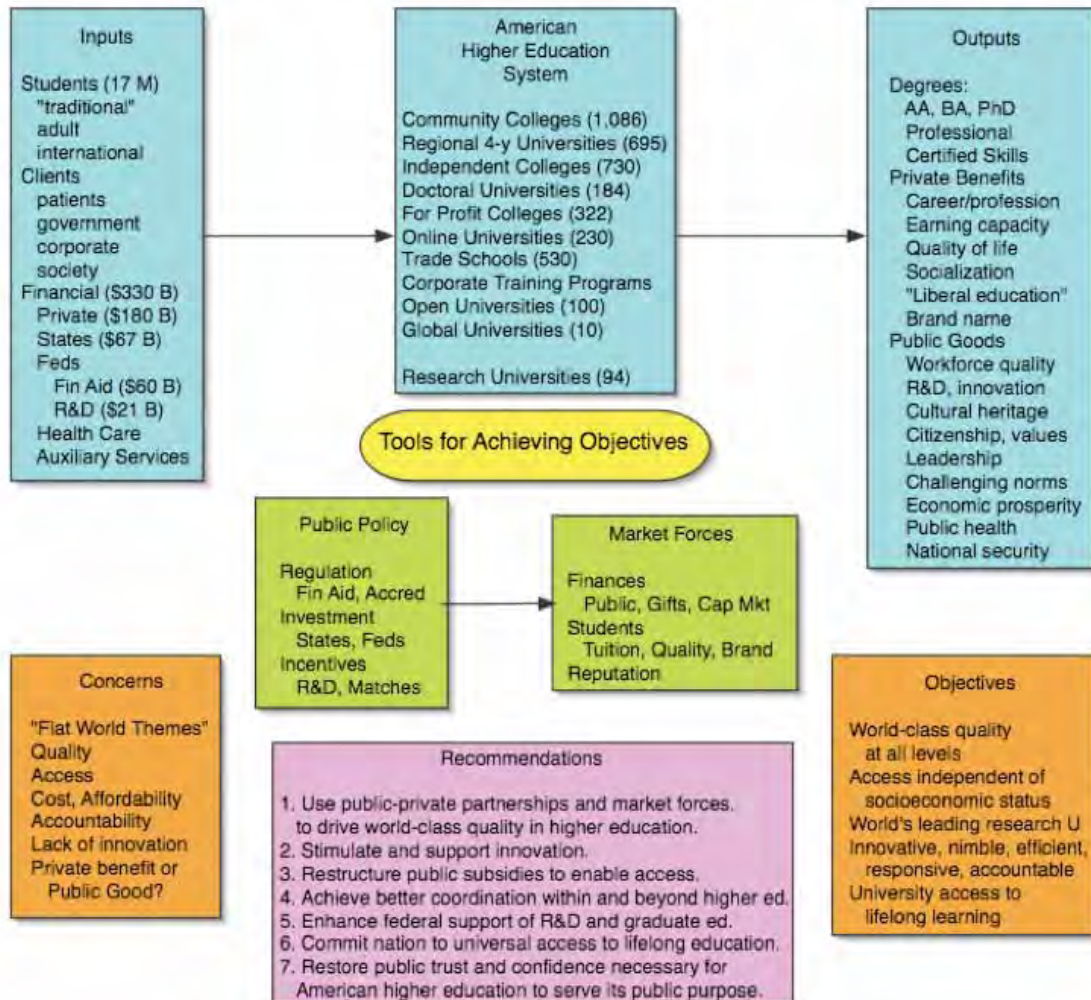 Inputs
Students (17 M)
"traditional"
adult
international
Clients
patients
government
corporate
society
Financial ($330 B)
Private ($180 B)
States ($67 B)
Feds
Fin Aid ($60 B)
R&D ($21 B)
Health Care
Auxiliary Services
American
Higher Education
System
Community Colleges (1,086)
Regional 4-y Universities (695)
Independent Colleges (730)
Doctoral Universities (184)
For Profit Colleges (322)
Online Universities (230)
Trade Schools (530)
Corporate Training Programs
Open Universities (100)
Global Universities (10)
Research Universities (94)
Outputs
Degrees:
AA, BA, PhD
Professional
Certified Skills
Private Benefits
Career/profession
Earning capacity
Quality of life
Socialization
"Liberal education"
Brand name
Public Goods
Workforce quality
R&D, innovation
Cultural heritage
Citizenship, values
Leadership
Challenging norms
Economic prosperity
Public health
National security
Tools for Achieving Objectives
Public Policy
Regulation
Fin Aid, Accred
Investment
States, Feds
Incentives
R&D, Matches
Market Forces
Finances
Public, Gifts, Cap Mkt
Students
Tuition, Quality, Brand
Reputation
Concerns
"Flat World Themes"
Quality
Access
Cost, Affordability
Accountability
Lack of innovation
Private benefit or
Public Good?
Recommendations
1. Use public-private partnerships and market forces.
to drive world-class quality in higher education.
2. Stimulate and support innovation.
3. Restructure public subsidies to enable access.
4. Achieve better coordination within and beyond higher ed.
5. Enhance federal support of R&D and graduate ed.
6. Commit nation to universal access to lifelong education.
7. Restore public trust and confidence necessary for
American higher education to serve its public purpose.
Objectives
World-class quality
at all levels
Access independent of
socioeconomic status
World's leading research U
Innovative, nimble, efficient,
responsive, accountable
University access to
lifelong learning